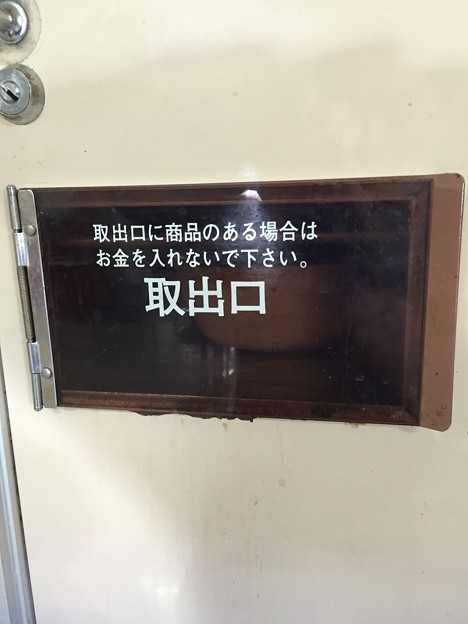 取出口に商品のある場合は
お金を入れないで下さい。
取出口